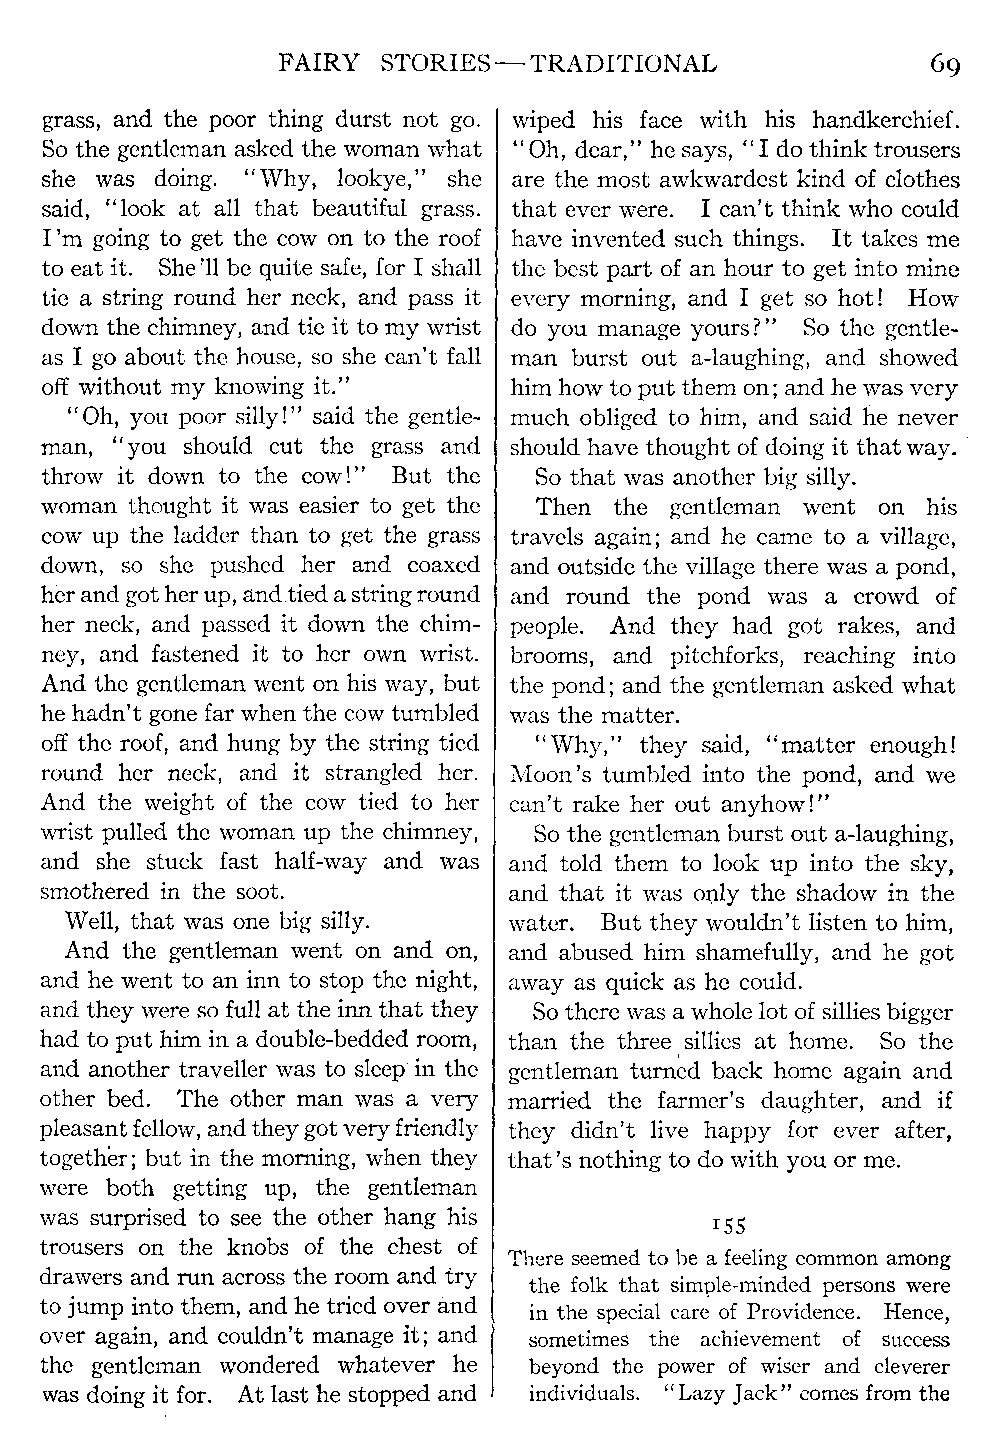 FAIRY STORIES—TRADITIONAL 69
grass, and the poor thing durst not go.
So the gentleman asked the woman what
she was doing. "Why, lookye," she
said, "look at all that beautiful grass.
I'm going to get the cow on to the roof
to eat it. She'll be quite safe, for I shall
tie a string round her neck, and pass it
down the chimney, and tie it to my wrist
as I go about the house, so she can't fall
off without my knowing it."
"Oh, you poor silly!" said the gentle-
man, "you should cut the grass and
throw it down to the cow!" But the
woman thought it was easier to get the
cow up the ladder than to get the grass
down, so she pushed her and coaxed
her and got her up, and tied a string round
her neck, and passed it down the chim-
ney, and fastened it to her own wrist.
And the gentleman went on his way, but
he hadn't gone far when the cow tumbled
off the roof, and hung by the string tied
round her neck, and it strangled her.
And the weight of the cow tied to her
wrist pulled the woman up the chimney,
and she stuck fast half-way and was
smothered in the soot.
Well, that was one big silly.
And the gentleman went on and on,
and he went to an inn to stop the night,
and they were so full at the inn that they
had to put him in a double-bedded room,
and another traveller was to sleep in the
other bed. The other man was a very
pleasant fellow, and they got very friendly
together; but in the morning, when they
were both getting up, the gentleman
was surprised to see the other hang his
trousers on the knobs of the chest of
drawers and run across the room and try
to jump into them, and he tried over and
over again, and couldn't manage it; and
the gentleman wondered whatever he
was doing it for. At last he stopped and
wiped his face with his handkerchief.
"Oh, dear," he says, "I do think trousers
are the most awkwardest kind of clothes
that ever were. I can't think who could
have invented such things. It takes me
the best part of an hour to get into mine
every morning, and I get so hot! How
do you manage yours?" So the gentle-
man burst out a-laughing, and showed
him how to put them on; and he was very
much obliged to him, and said he never
should have thought of doing it that way.
So that was another big silly.
Then the gentleman went on his
travels again; and he came to a village,
and outside the village there was a pond,
and round the pond was a crowd of
people. And they had got rakes, and
brooms, and pitchforks, reaching into
the pond; and the gentleman asked what
was the matter.
"Why," they said, "matter enough!
Moon's tumbled into the pond, and we
can't rake her out anyhow!"
So the gentleman burst out a-laughing,
and told them to look up into the sky,
and that it was only the shadow in the
water. But they wouldn't listen to him,
and abused him shamefully, and he got
away as quick as he could.
So there was a whole lot of sillies bigger
than the three sillies at home. So the
gentleman turned back home again and
married the farmer's daughter, and if
they didn't live happy for ever after,
that's nothing to do with you or me.
155
There seemed to be a feeling common among
the folk that simple-minded persons were
in the special care of Providence. Hence,
sometimes the achievement of success
beyond the power of wiser and cleverer
individuals. "Lazy Jack" comes from the